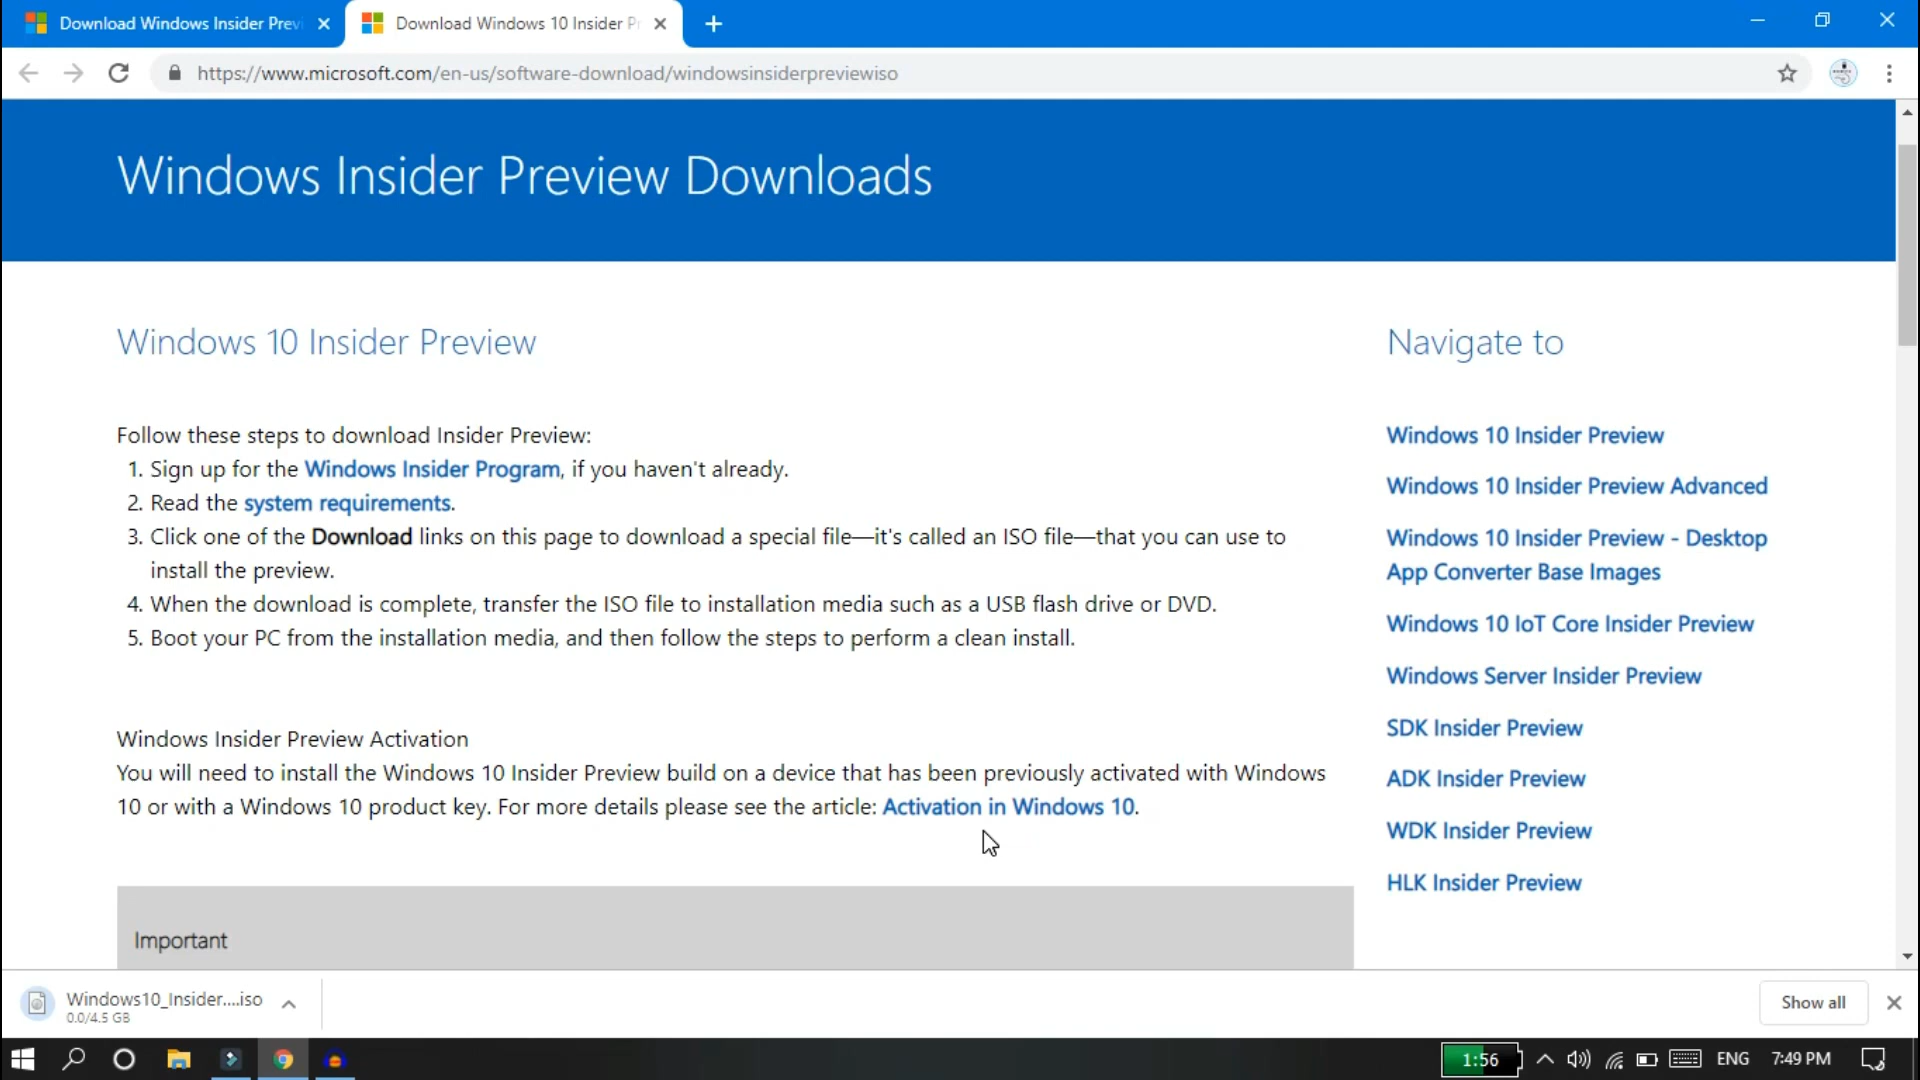 Download Windows Insider Previ
Download Windows 10 Insider Pr
https://www.microsoft.com/en-us/software-download/windowsinsiderpreviewiso
Windows Insider Preview Downloads
Windows 10 Insider Preview
Follow these steps to download Insider Preview:
1. Sign up for the Windows Insider Program, if you haven't already.
2. Read the system requirements.
3. Click one of the Download links on this page to download a special file—it's called an ISO file—that you can use to
install the preview.
4. When the download is complete, transfer the ISO file to installation media such as a USB flash drive or DVD.
5. Boot your PC from the installation media, and then follow the steps to perform a clean install.
Windows Insider Preview Activation
You will need to install the Windows 10 Insider Preview build on a device that has been previously activated with Windows
10 or with a Windows 10 product key. For more details please see the article: Activation in Windows 10.
Important
Navigate to
Windows 10 Insider Preview
Windows 10 Insider Preview Advanced
Windows 10 Insider Preview - Desktop
App Converter Base Images
Windows 10 IoT Core Insider Preview
Windows Server Insider Preview
SDK Insider Preview
ADK Insider Preview
WDK Insider Preview
HLK Insider Preview
Windows10_Insider....iso
0.0/4.5 GB
Show all
1:56
ENG
7:49 PM